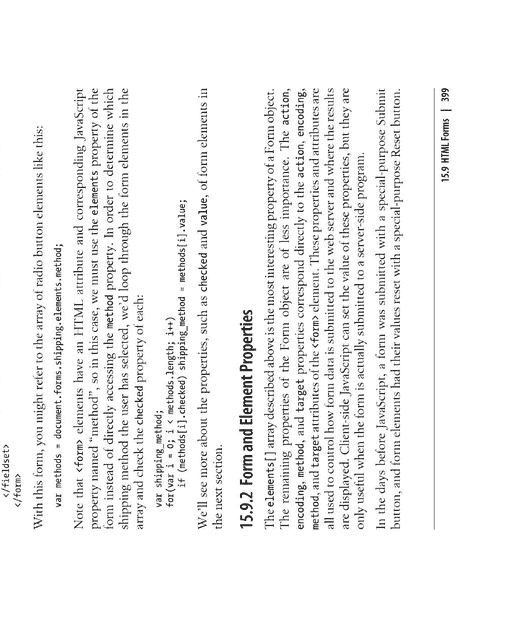 </fieldset>
</form>
With this form, you might refer to the array of radio button elements like this:
var methods = document.forms.shipping.elements.method;
Note that <form> elements have an HTML attribute and corresponding JavaScript
property named “method”, so in this case, we must use the elements property of the
form instead of directly accessing the method property. In order to determine which
shipping method the user has selected, we’d loop through the form elements in the
array and check the checked property of each:
var shipping_method;
for(var i = 0; i < methods.length; i++)
if (methods[i].checked) shipping_method = methods[i].value;
We’ll see more about the properties, such as checked and value, of form elements in
the next section.
15.9.2 Form and Element Properties
The elements[] array described above is the most interesting property of a Form object.
The remaining properties of the Form object are of less importance. The action,
encoding, method, and target properties correspond directly to the action, encoding,
method, and target attributes of the <form> element. These properties and attributes are
all used to control how form data is submitted to the web server and where the results
are displayed. Client-side JavaScript can set the value of these properties, but they are
only useful when the form is actually submitted to a server-side program.
In the days before JavaScript, a form was submitted with a special-purpose Submit
button, and form elements had their values reset with a special-purpose Reset button.
15.9 HTML Forms | 399